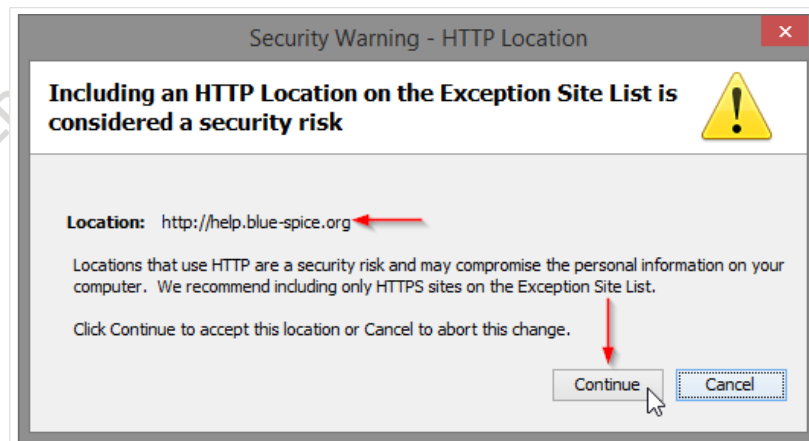 Security Warning - HTTP Location
Including an HTTP Location on the Exception Site List is
considered a security risk
Location: http://help.blue-spice.org
Locations that use HTTP are a security risk and may compromise the personal information on your
computer. We recommend including only HTTPS sites on the Exception Site List.
Click Continue to accept this location or Cancel to abort this change.
Continue Cancel